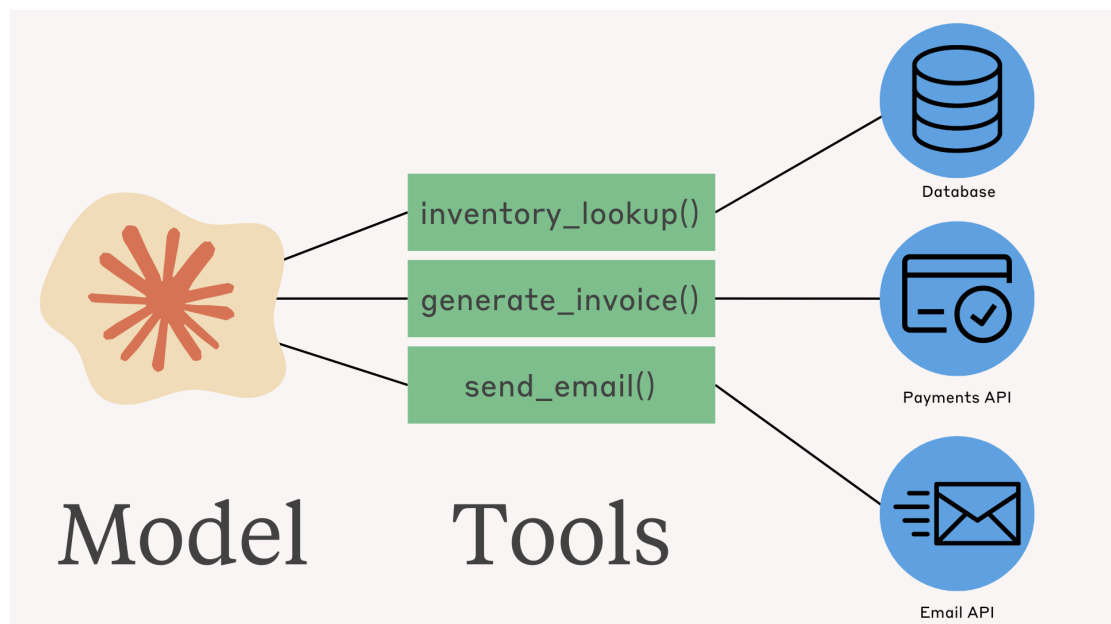 inventory_lookup()
generate_invoice()
send_email()
Database
Payments API
Email API
Model
Tools